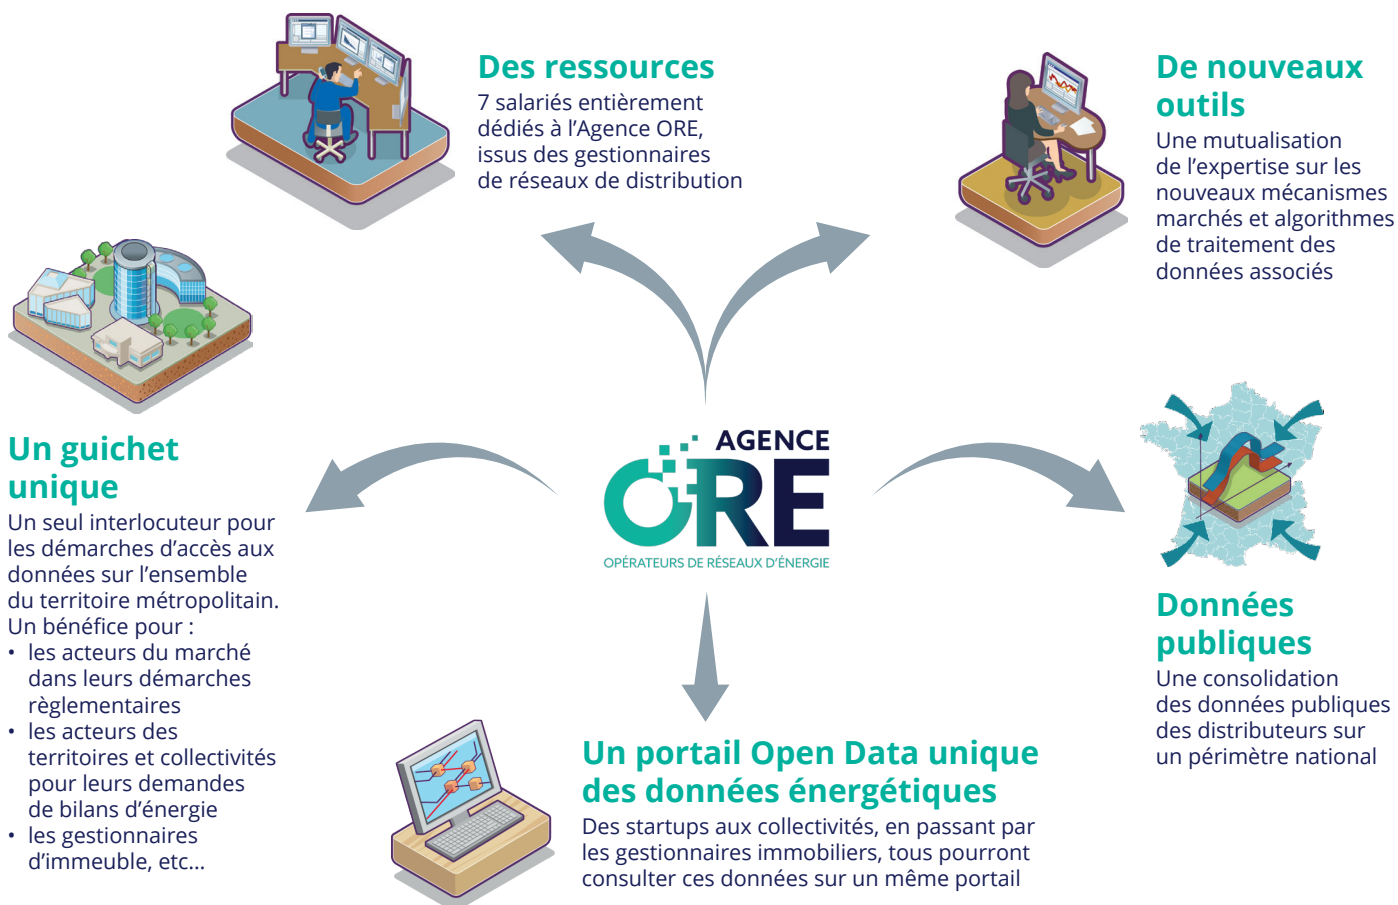 Des ressources
7 salariés entièrement
dédiés à l’Agence ORE,
issus des gestionnaires
de réseaux de distribution
De nouveaux
outils
Une mutualisation
de l’expertise sur les
nouveaux mécanismes
marchés et algorithmes
de traitement des
données associés
Un guichet
unique
Un seul interlocuteur pour
les démarches d’accès aux
données sur l’ensemble
du territoire métropolitain.
Un bénéfice pour :
• les acteurs du marché
dans leurs démarches
règlementaires
• les acteurs des
territoires et collectivités
pour leurs demandes
de bilans d’énergie
• les gestionnaires
d’immeuble, etc...
AGENCE
ORE
OPÉRATEURS DE RÉSEAUX D’ÉNERGIE
Données
publiques
Une consolidation
des données publiques
des distributeurs sur
un périmètre national
Un portail Open Data unique
des données énergétiques
Des startups aux collectivités, en passant par
les gestionnaires immobiliers, tous pourront
consulter ces données sur un même portail